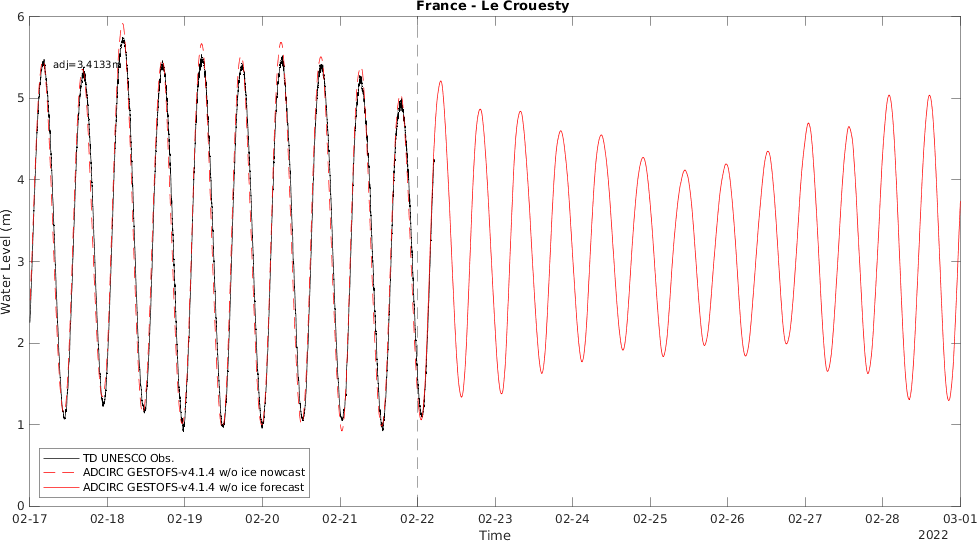 France - Le Crouesty
6
5
4
3
2
1
0
Water Level (m)
adj=3.4133m
TD UNESCO Obs.
ADCIRC GESTOFS-v4.1.4 w/o ice nowcast
ADCIRC GESTOFS-v4.1.4 w/o ice forecast
02-17 02-18 02-19 02-20 02-21 02-22 02-23 02-24 02-25 02-26 02-27 02-28 03-01
Time
2022